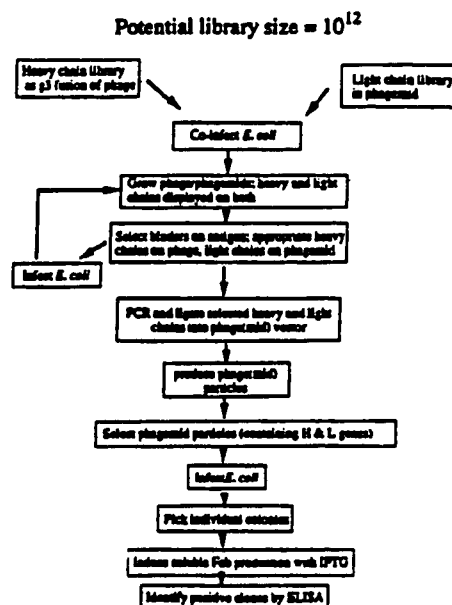 Potential library size = 10¹²
Heavy chain library
as g3 fusion of phage
Light chain library
in phagemid
Co-infect E. coli
Grow phage/phagemids; heavy and light
chains displayed on both
Select binders on antigen; appropriate heavy
chains on phage, light chains on phagemid
Infect E. coli
PCR and ligate selected heavy and light
chains into phage(mid) vector
produce phage(mid)
particles
Select phagemid particles (containing H & L genes)
Infect E. coli
Pick individual colonies
Induce soluble Fab production with IPTG
Identify positive clones by ELISA